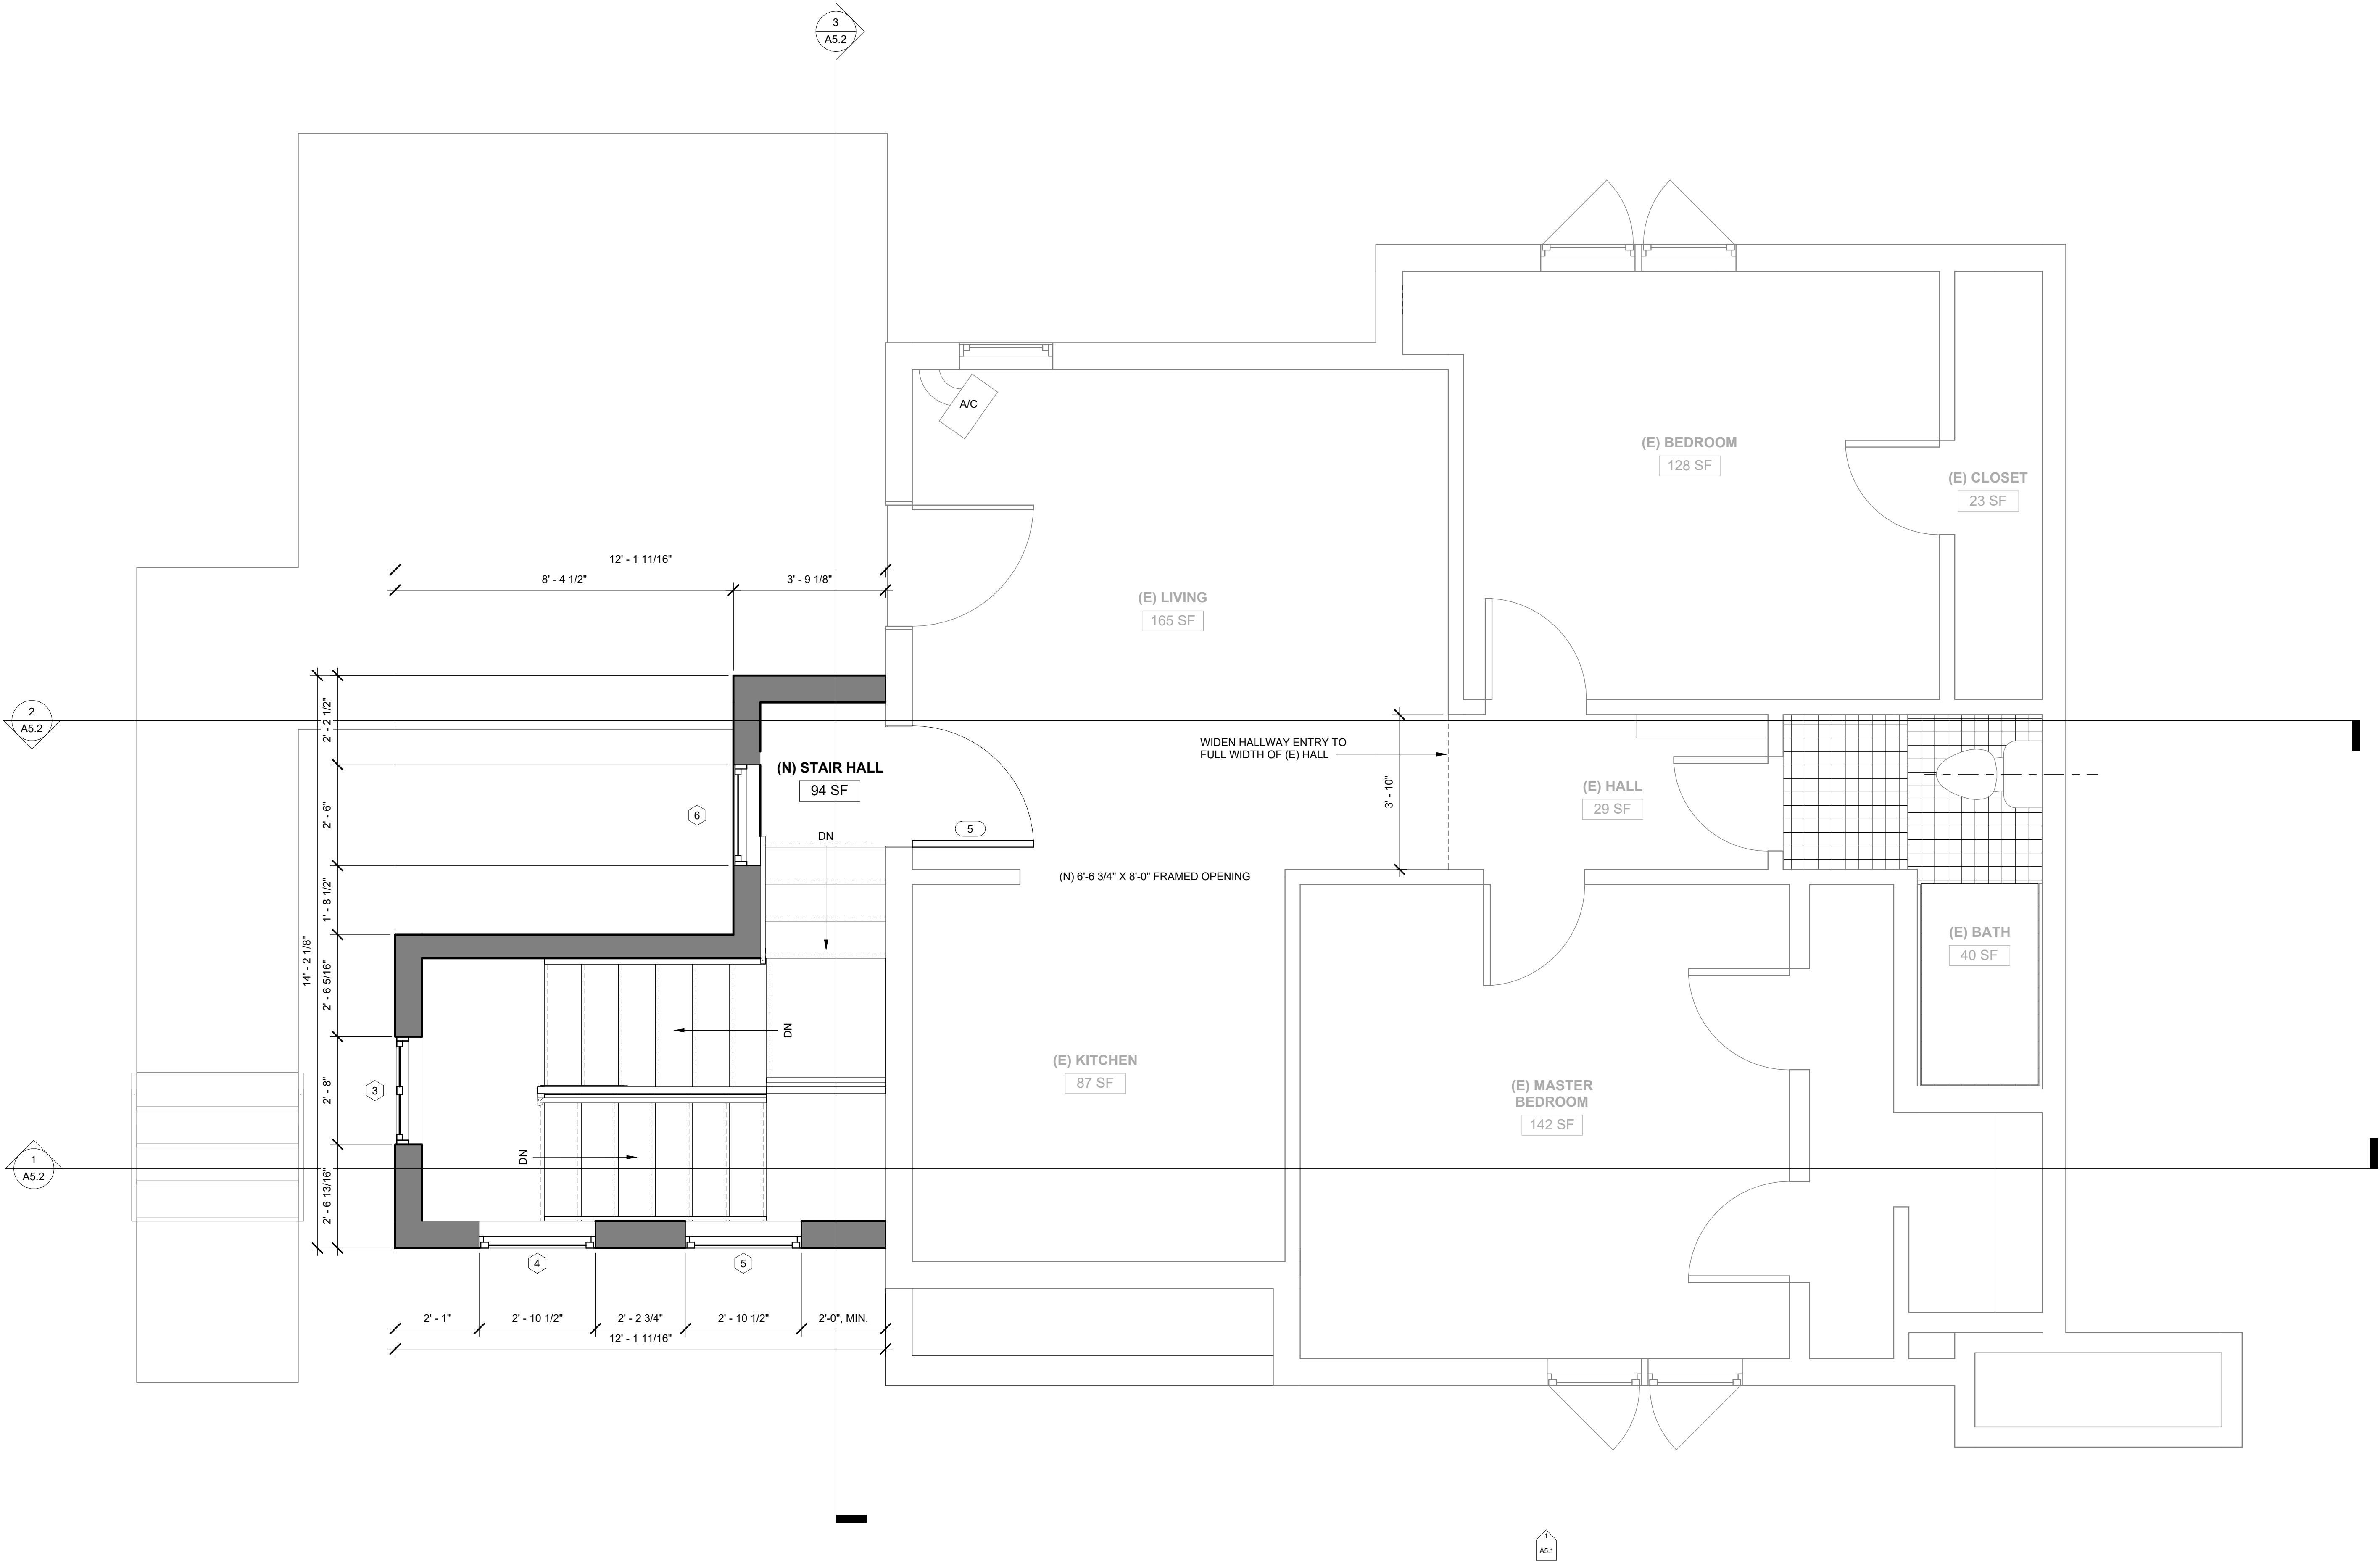 3
A5.2
A/C
(E) BEDROOM
128 SF
(E) CLOSET
23 SF
12' - 1 11/16"
8' - 4 1/2"
3' - 9 1/8"
(E) LIVING
165 SF
2
A5.2
2' - 2 1/2"
WIDEN HALLWAY ENTRY TO
FULL WIDTH OF (E) HALL
(N) STAIR HALL
94 SF
3' - 10"
(E) HALL
29 SF
6
2' - 6"
5
DN
(N) 6'-6 3/4" X 8'-0" FRAMED OPENING
1' - 8 1/2"
14' - 2 1/8"
2' - 6 5/16"
(E) BATH
40 SF
DN
(E) KITCHEN
87 SF
3
2' - 8"
(E) MASTER
BEDROOM
142 SF
DN
1
A5.2
2' - 6 13/16"
4
5
2' - 1"
2' - 10 1/2"
2' - 2 3/4"
2' - 10 1/2"
2'-0", MIN.
12' - 1 11/16"
1
A5.1